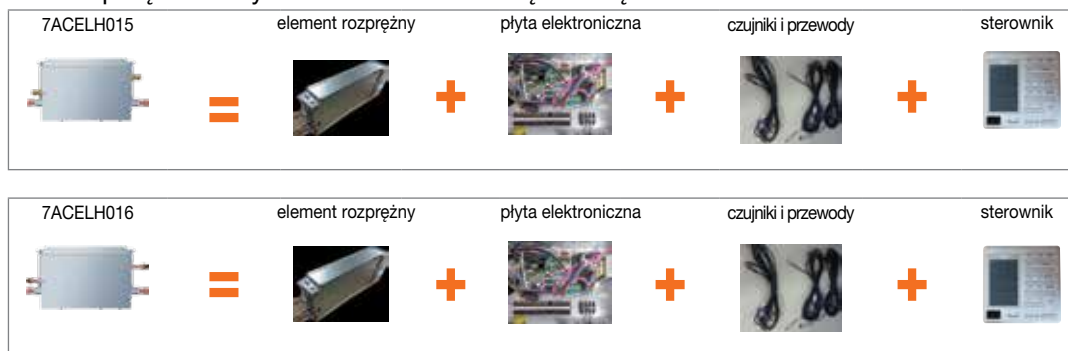 7ACELH015 element rozprężny płyta elektroniczna czujniki i przewody sterownik
7ACELH016 element rozprężny płyta elektroniczna czujniki i przewody sterownik